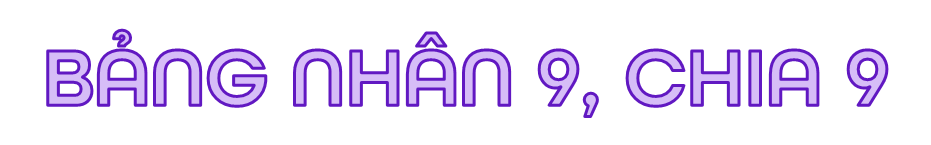 BẢNG NHÂN 9, CHIA 9